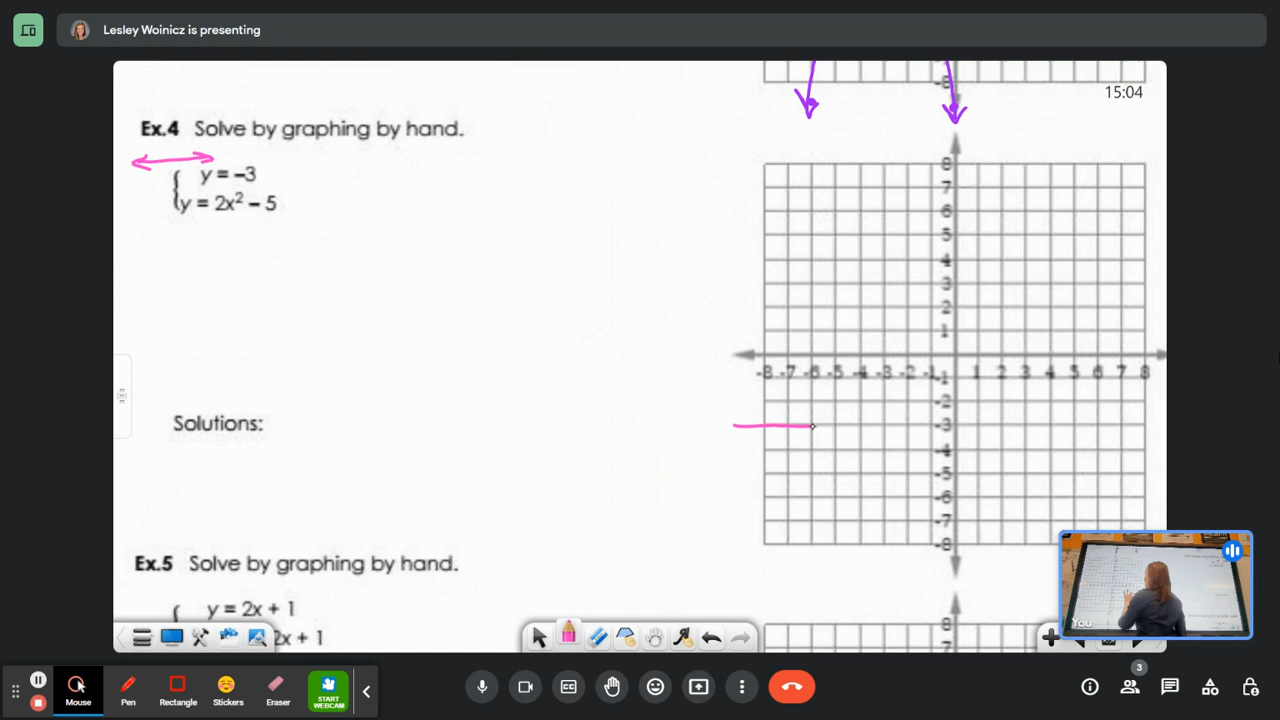 Lesley Woinicz is presenting
15:04
-8
Ex.4 Solve by graphing by hand.
y = -3
y = 2x² - 5
8
7
6
5
4
3
2
1
-8 -7 -6 -5 -4 -3 -2 -1 1 2 3 4 5 6 7 8
-1
-2
-3
-4
-5
-6
-7
-8
Solutions:
Ex.5 Solve by graphing by hand.
y = 2x + 1
2x + 1
8
You
3
Mouse
Pen
Rectangle
Stickers
Eraser
START
WEBCAM